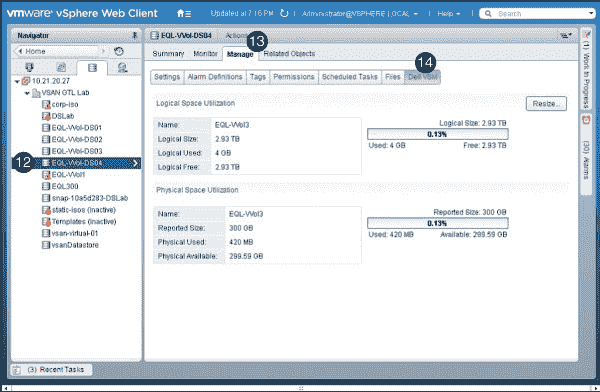 vmware vSphere Web Client
Updated at 7:16 PM
Administrator@VSPHERE.LOCAL
Help
Search
Navigator
Home
10.21.20.27
VSAN GTL Lab
corp-iso
DSLab
EQL-VVol-DS01
EQL-VVol-DS02
EQL-VVol-DS03
12
EQL-VVol-DS04
EQL-VVol1
EQL300
snap-10a5d283-DSLab
static-isos (inactive)
Templates (inactive)
vsan-virtual-01
vsanDatastore
EQL-VVol-DS04
Actions
13
Summary Monitor Manage Related Objects
14
Settings Alarm Definitions Tags Permissions Scheduled Tasks Files Dell VVol
Logical Space Utilization
Resize...
Name: EQL-VVol3
Logical Size: 2.93 TB
Logical Used: 4 GB
Logical Free: 2.93 TB
Logical Size: 2.93 TB
0.13%
Used: 4 GB Free: 2.93 TB
Physical Space Utilization
Name: EQL-VVol3
Reported Size: 300 GB
Physical Used: 420 MB
Physical Available: 299.59 GB
Reported Size: 300 GB
0.13%
Used: 420 MB Available: 299.59 GB
(1) Work In Progress
(30) Alarms
(3) Recent Tasks